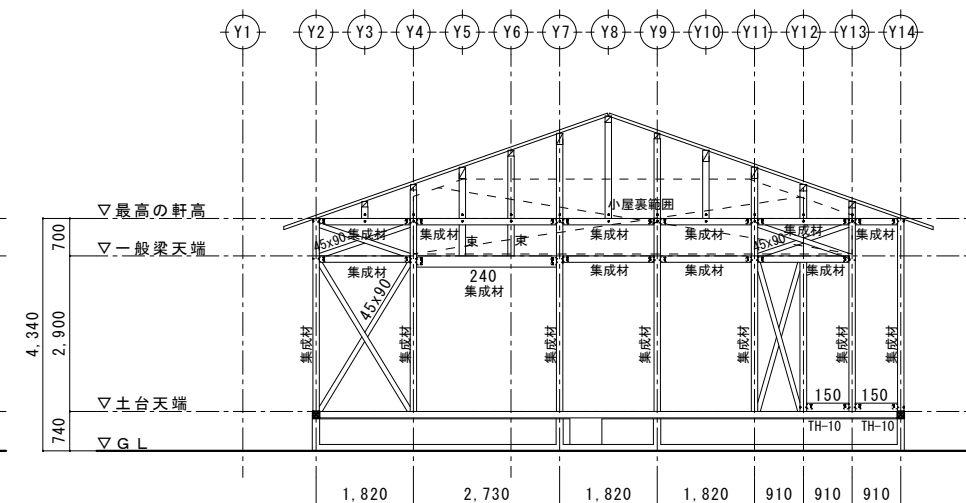 Y1 Y2 Y3 Y4 Y5 Y6 Y7 Y8 Y9 Y10 Y11 Y12 Y13 Y14
小屋裏範囲
▽最高の軒高
集成材 集成材 集成材 集成材 集成材 集成材
45x90 束 束 45x90
700
▽一般梁天端
集成材 240 集成材 集成材 集成材
集成材
45x90
4,340
2,900
集成材 集成材 集成材 集成材 集成材 集成材 集成材
▽土台天端
150 150
TH-10 TH-10
740
▽GL
1,820 2,730 1,820 1,820 910 910 910